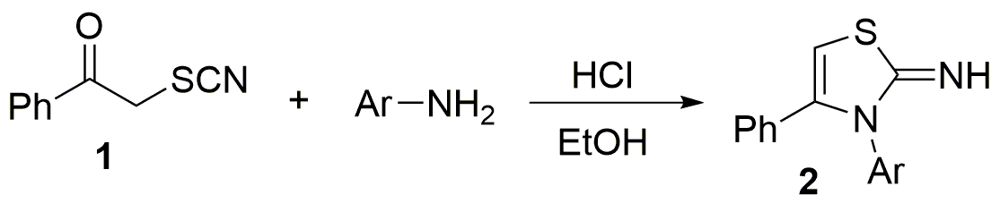 O
Ph
SCN
1
+
Ar—NH₂
HCl
EtOH
S
=NH
N
Ph
Ar
2